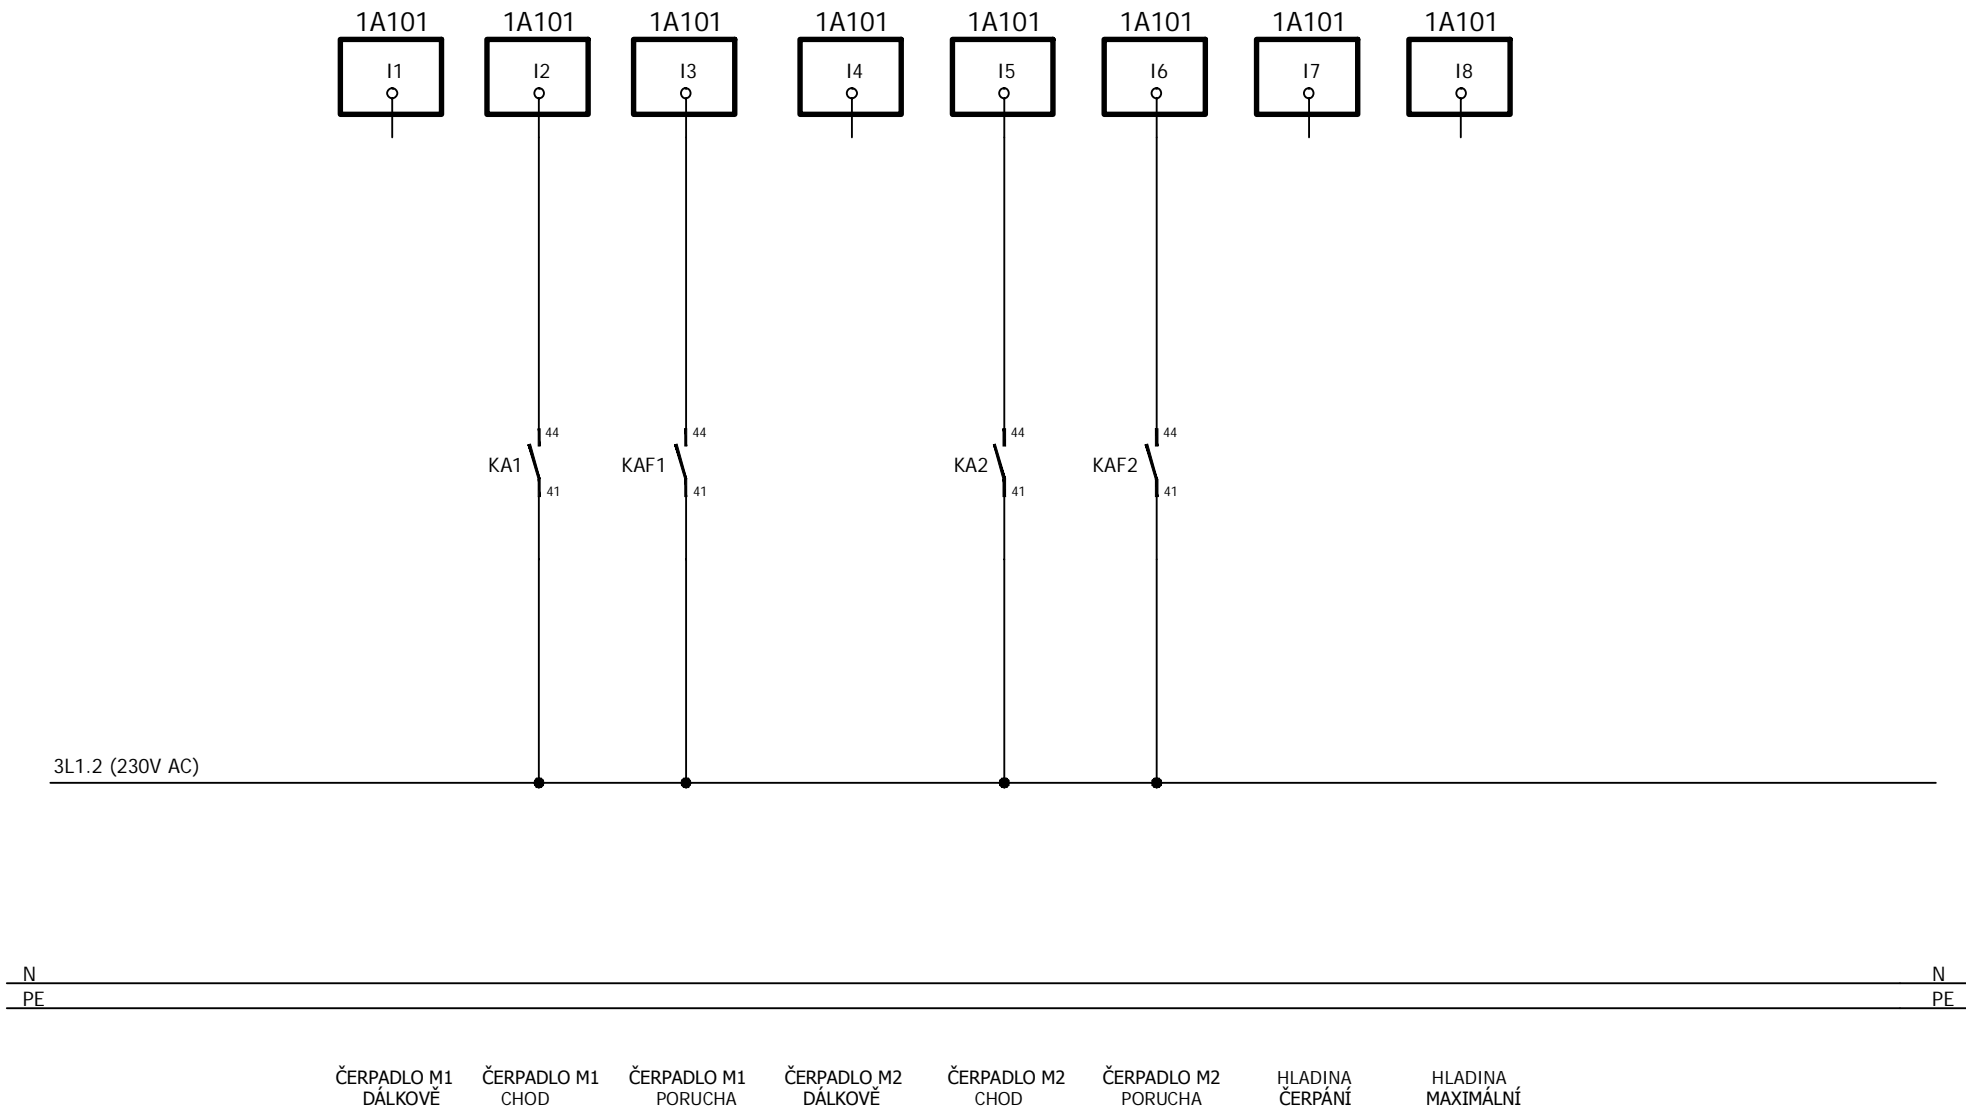 1A101 1A101 1A101 1A101 1A101 1A101 1A101 1A101
I1 I2 I3 I4 I5 I6 I7 I8
44 44 44 44
KA1 KAF1 KA2 KAF2
41 41 41 41
3L1.2 (230V AC)
N N
PE PE
ČERPADLO M1 ČERPADLO M1 ČERPADLO M1 ČERPADLO M2 ČERPADLO M2 ČERPADLO M2 HLADINA HLADINA
DÁLKOVĚ CHOD PORUCHA DÁLKOVĚ CHOD PORUCHA ČERPÁNÍ MAXIMÁLNÍ